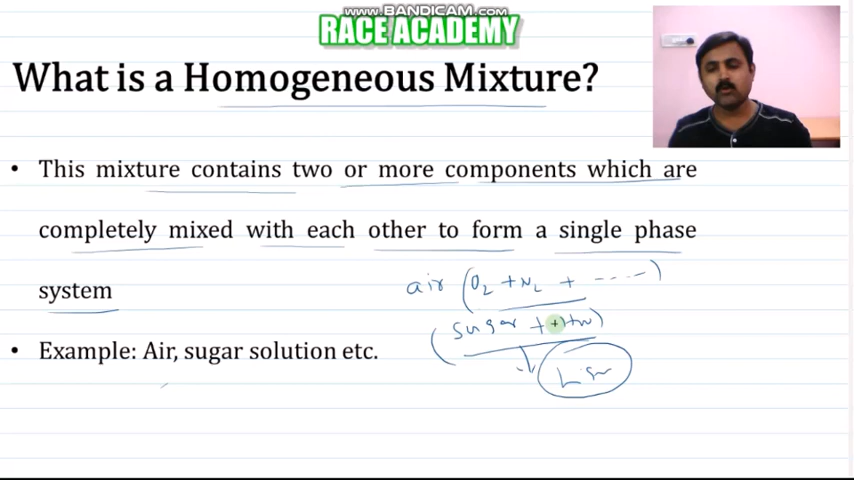 www.BANDICAM.com
RACE ACADEMY
What is a Homogeneous Mixture?
• This mixture contains two or more components which are
completely mixed with each other to form a single phase
system
air (O2 + N2 + -----)
(Sugar +
• Example: Air, sugar solution etc.